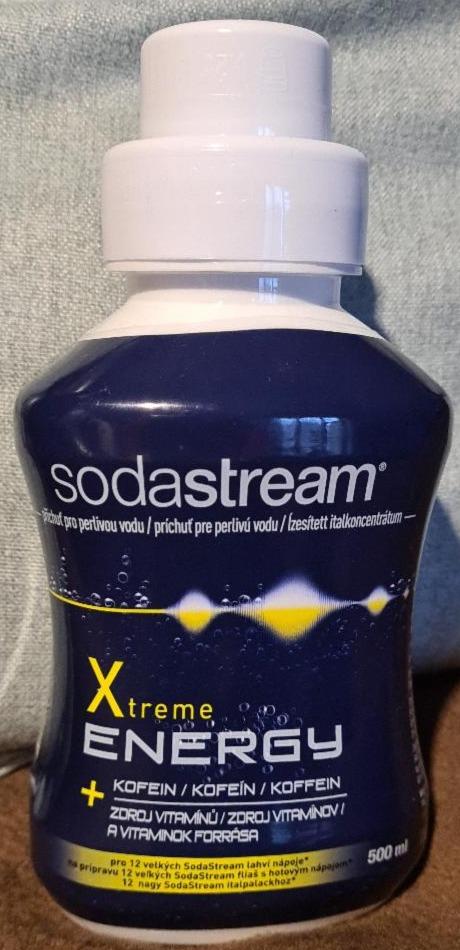 sodastream®
příchuť pro perlivou vodu / príchuť pre perlivú vodu / Ízesített italkoncentrátum
Xtreme
ENERGY
+ KOFEIN / KOFEÍN / KOFFEIN
ZDROJ VITAMÍNŮ / ZDROJ VITAMÍNOV /
A VITAMINOK FORRÁSA
pro 12 velkých SodaStream lahví nápoje*
na prípravu 12 veľkých SodaStream fliaš s hotovým nápojom*
12 nagy SodaStream italpalackhoz*
500 ml